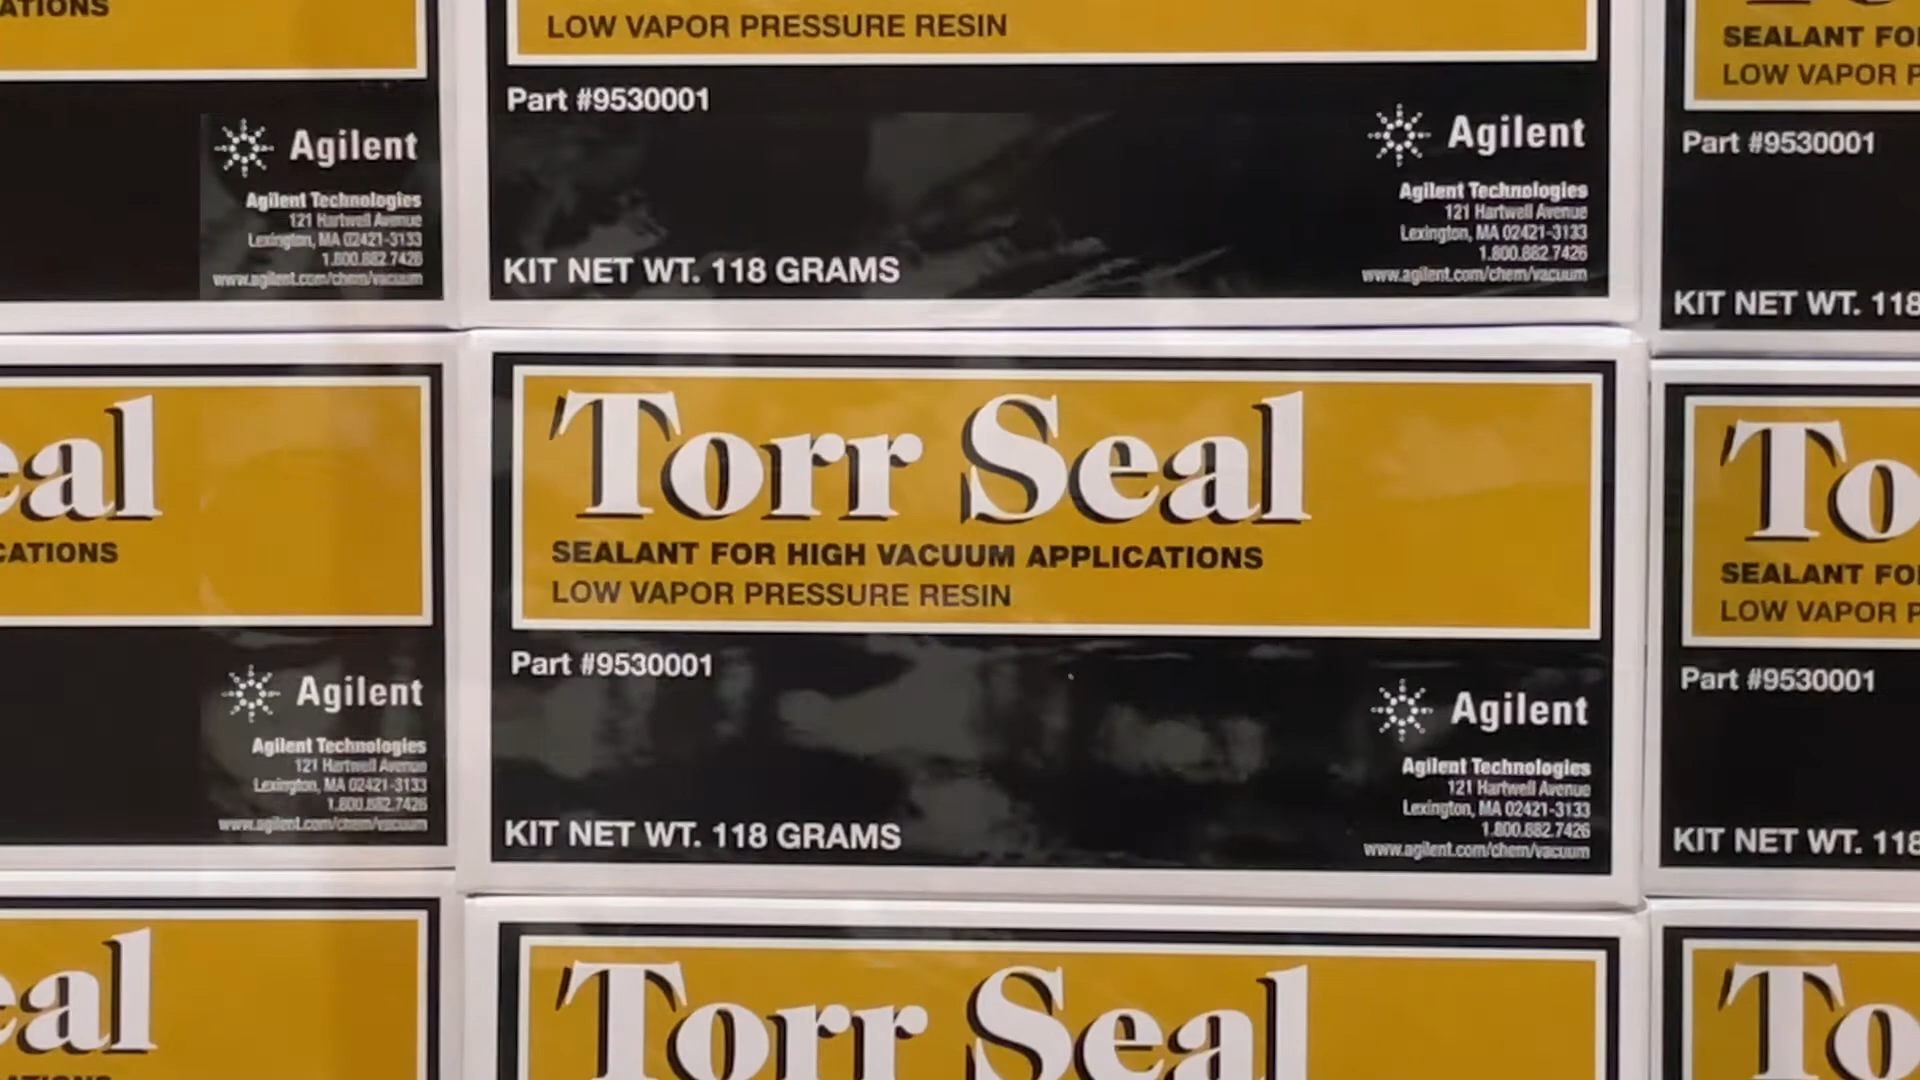 ATIONS
Agilent
Agilent Technologies
121 Hartwell Avenue
Lexington, MA 02421-3133
1.800.882.7426
www.agilent.com/chem/vacuum
LOW VAPOR PRESSURE RESIN
Part #9530001
KIT NET WT. 118 GRAMS
Agilent
Agilent Technologies
121 Hartwell Avenue
Lexington, MA 02421-3133
1.800.882.7426
www.agilent.com/chem/vacuum
SEALANT FO
LOW VAPOR P
Part #9530001
KIT NET WT. 118
eal
CATIONS
Agilent
Agilent Technologies
121 Hartwell Avenue
Lexington, MA 02421-3133
1.800.882.7426
www.agilent.com/chem/vacuum
Torr Seal
SEALANT FOR HIGH VACUUM APPLICATIONS
LOW VAPOR PRESSURE RESIN
Part #9530001
KIT NET WT. 118 GRAMS
Agilent
Agilent Technologies
121 Hartwell Avenue
Lexington, MA 02421-3133
1.800.882.7426
www.agilent.com/chem/vacuum
To
SEALANT FO
LOW VAPOR P
Part #9530001
KIT NET WT. 118
eal
Torr Seal
To